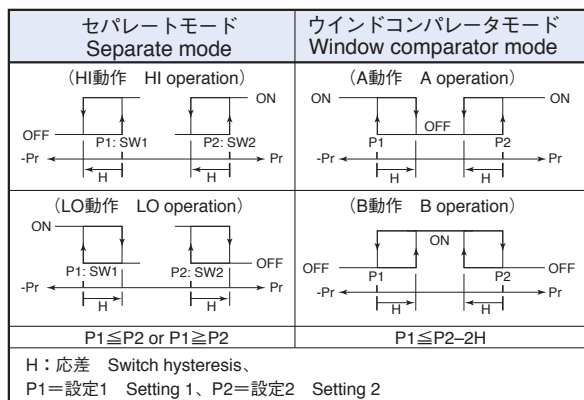 セパレートモード
Separate mode
ウインドコンパレータモード
Window comparator mode
(HI動作 HI operation)
ON
OFF
P1: SW1
P2: SW2
-Pr
Pr
H
H
(A動作 A operation)
ON
ON
OFF
P1
P2
-Pr
Pr
H
H
(LO動作 LO operation)
ON
P1: SW1
P2: SW2
OFF
-Pr
Pr
H
H
(B動作 B operation)
ON
OFF
OFF
P1
P2
-Pr
Pr
H
H
P1≦P2 or P1≧P2
P1≦P2–2H
H:応差 Switch hysteresis、
P1=設定1 Setting 1、P2=設定2 Setting 2